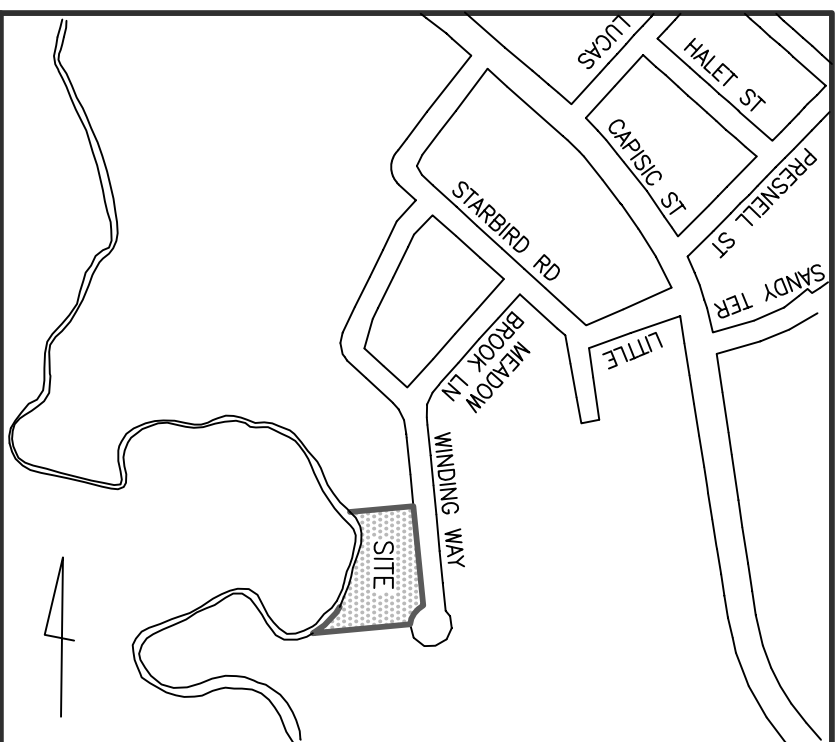 LUCAS
HALET ST
CAPISIC ST
PRESNELL ST
STARBIRD RD
SANDY TER
LITTLE
MEADOW
BROOK LN
WINDING WAY
SITE